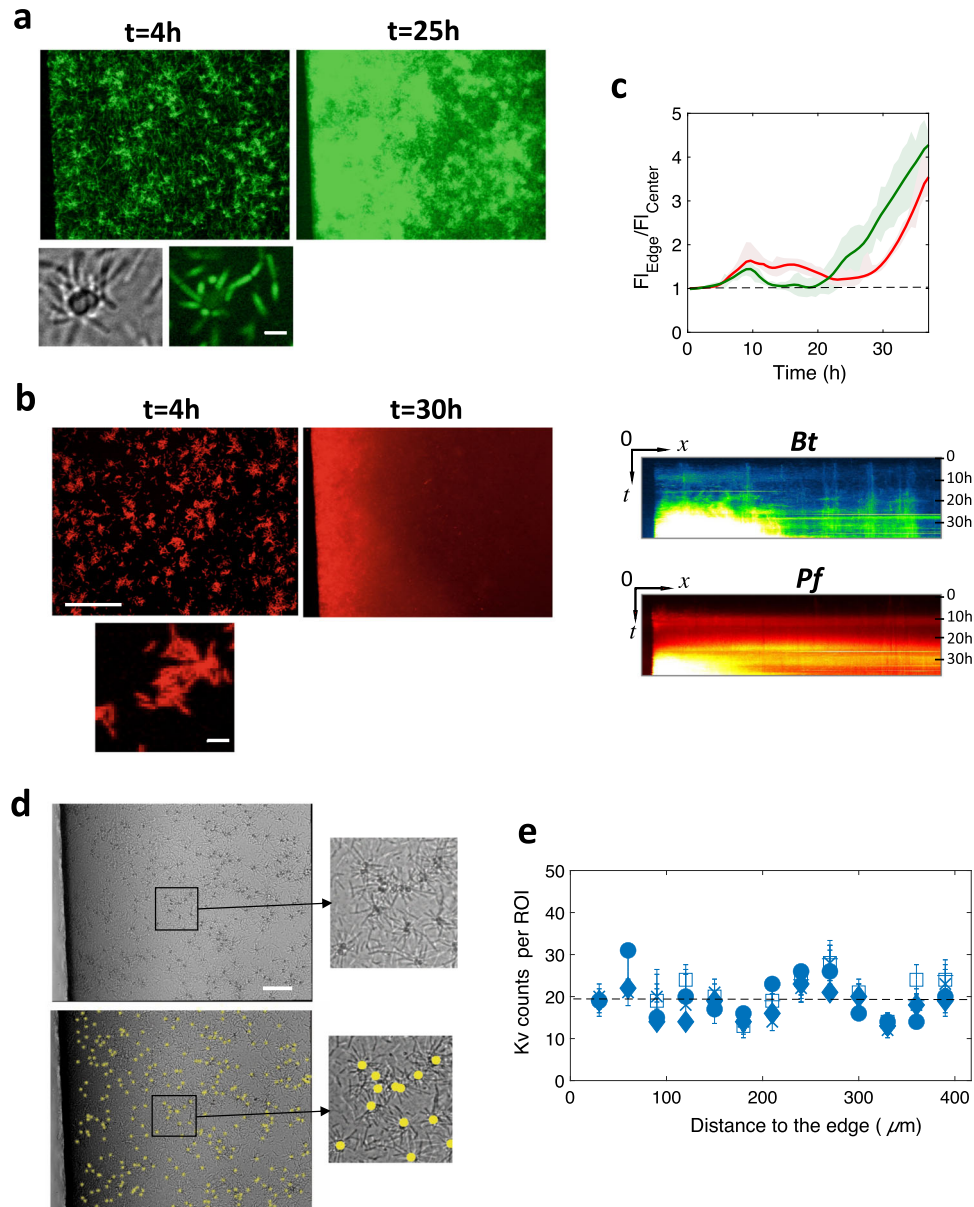 a
t=4h
t=25h
b
t=4h
t=30h
c
Fl_Edge/Fl_Center
5
4
3
2
1
0
0
10
20
30
Time (h)
0
x
t
Bt
0
10h
20h
30h
0
x
t
Pf
0
10h
20h
30h
d
e
Kv counts per ROI
50
40
30
20
10
0
0
100
200
300
400
Distance to the edge ( μm)